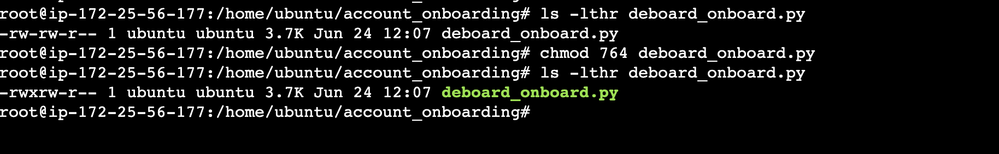 root@ip-172-25-56-177:/home/ubuntu/account_onboarding# ls -lthr deboard_onboard.py
-rw-rw-r-- 1 ubuntu ubuntu 3.7K Jun 24 12:07 deboard_onboard.py
root@ip-172-25-56-177:/home/ubuntu/account_onboarding# chmod 764 deboard_onboard.py
root@ip-172-25-56-177:/home/ubuntu/account_onboarding# ls -lthr deboard_onboard.py
-rwxrw-r-- 1 ubuntu ubuntu 3.7K Jun 24 12:07 deboard_onboard.py
root@ip-172-25-56-177:/home/ubuntu/account_onboarding#